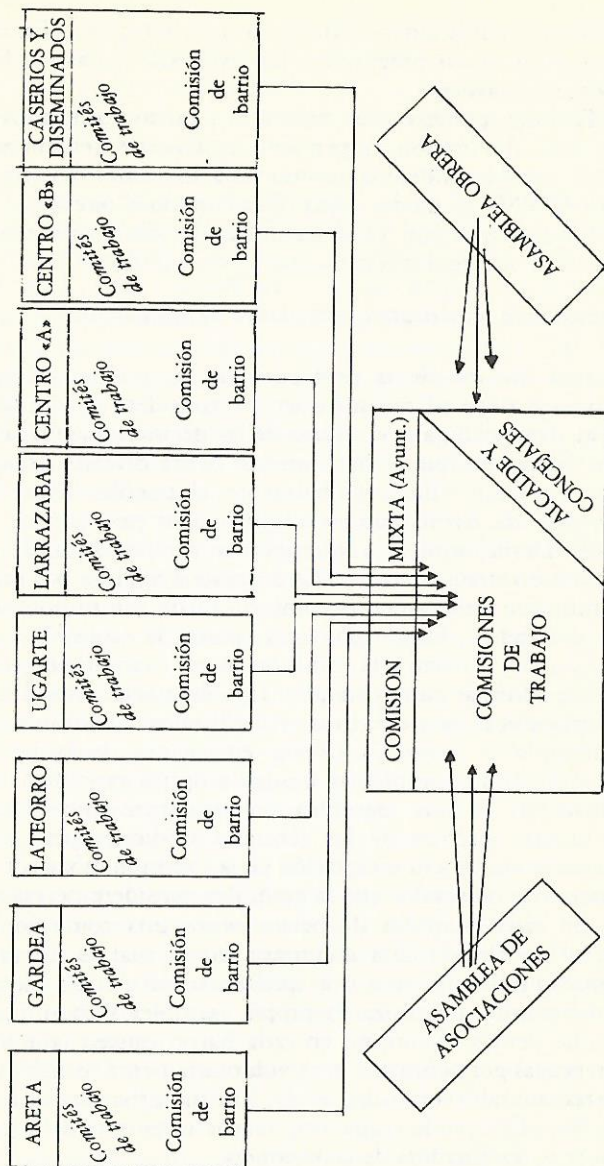 ARETA
Comités
de trabajo
Comisión
de
barrio
GARDEA
Comités
de trabajo
Comisión
de
barrio
LATEORRO
Comités
de trabajo
Comisión
de
barrio
UGARTE
Comités
de trabajo
Comisión
de
barrio
LARRAZABAL
Comités
de trabajo
Comisión
de
barrio
CENTRO «A»
Comités
de trabajo
Comisión
de
barrio
CENTRO «B»
Comités
de trabajo
Comisión
de
barrio
CASERIOS Y
DISEMINADOS
Comités
de trabajo
Comisión
de
barrio
COMISION MIXTA (Ayunt.)
COMISIONES
DE
TRABAJO
ALCALDE Y
CONCEJALES
ASAMBLEA DE
ASOCIACIONES
ASAMBLEA OBRERA